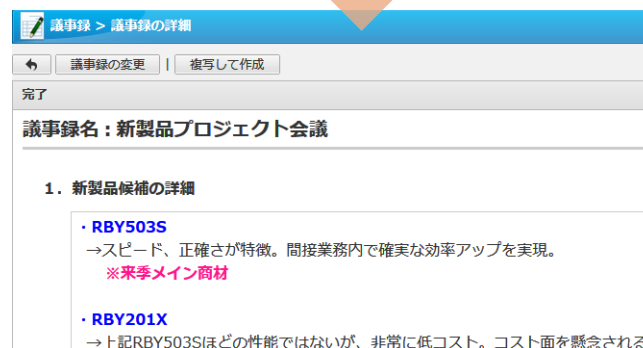 議事録 > 議事録の詳細
議事録の変更 | 複写して作成
完了
議事録名：新製品プロジェクト会議
1. 新製品候補の詳細
・RBY503S
→スピード、正確さが特徴。間接業務内で確実な効率アップを実現。
※来季メイン商材
・RBY201X
→上記RBY503Sほどの性能ではないが、非常に低コスト。コスト面を懸念される